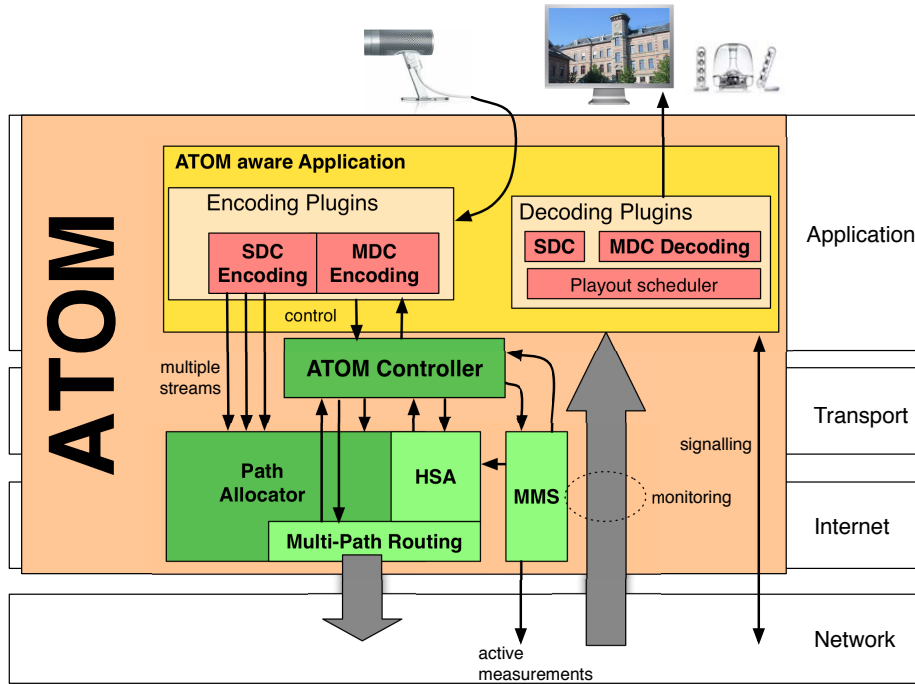 ATOM
ATOM aware Application
Encoding Plugins
SDC
Encoding
MDC
Encoding
Decoding Plugins
SDC
MDC Decoding
Playout scheduler
Application
control
multiple
streams
ATOM Controller
Transport
signalling
Path
Allocator
HSA
MMS
monitoring
Multi-Path Routing
Internet
active
measurements
Network